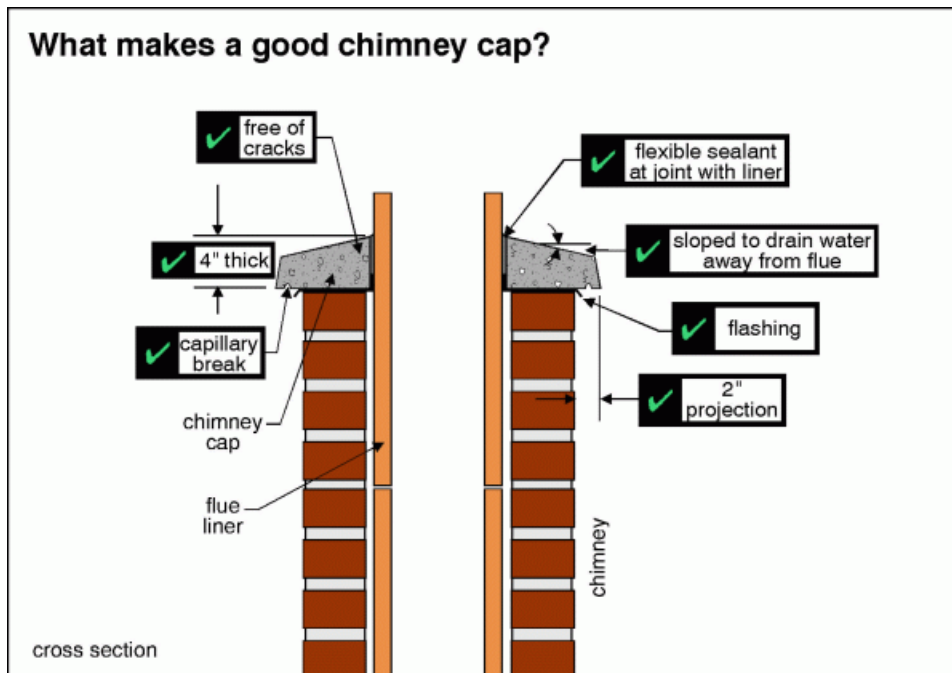 What makes a good chimney cap?
free of
cracks
flexible sealant
at joint with liner
4" thick
sloped to drain water
away from flue
capillary
break
flashing
2"
projection
chimney
cap
flue
liner
chimney
cross section